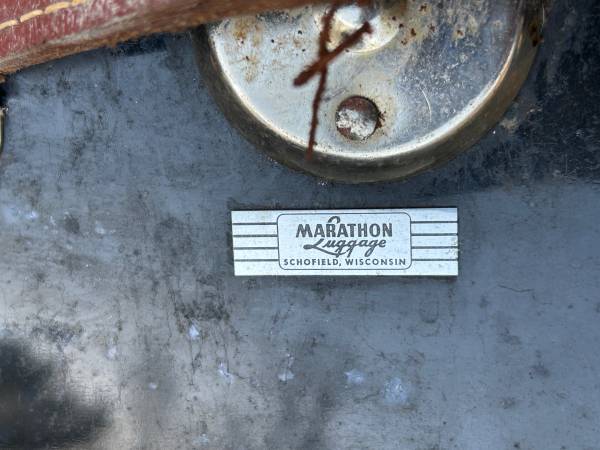 MARATHON
Luggage
SCHOFIELD, WISCONSIN